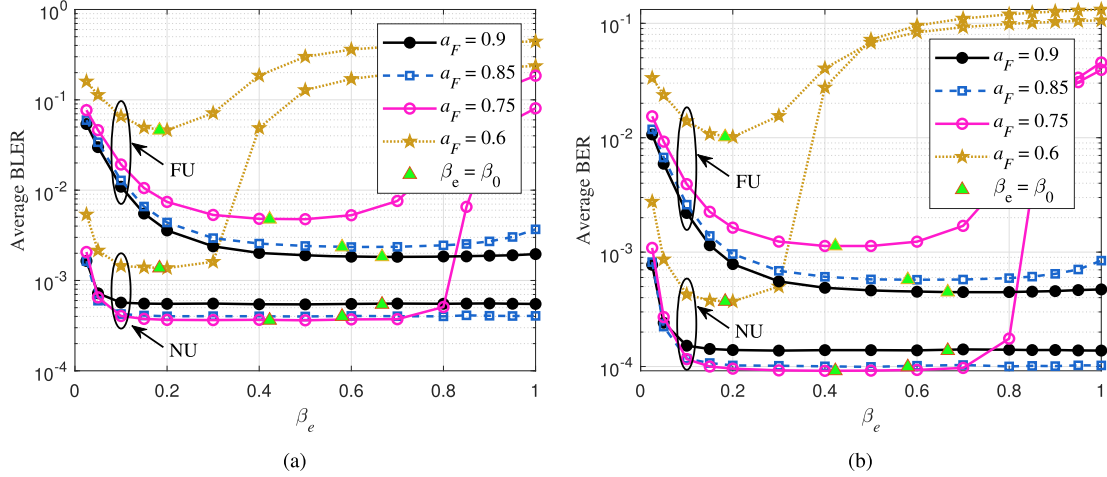 10^0
10^{-1}
10^{-2}
10^{-3}
10^{-4}
Average BLER
0 0.2 0.4 0.6 0.8 1
β_e
a_F = 0.9
a_F = 0.85
a_F = 0.75
a_F = 0.6
β_e = β_0
FU
NU
(a)
10^{-1}
10^{-2}
10^{-3}
10^{-4}
Average BER
0 0.2 0.4 0.6 0.8 1
β_e
a_F = 0.9
a_F = 0.85
a_F = 0.75
a_F = 0.6
β_e = β_0
FU
NU
(b)